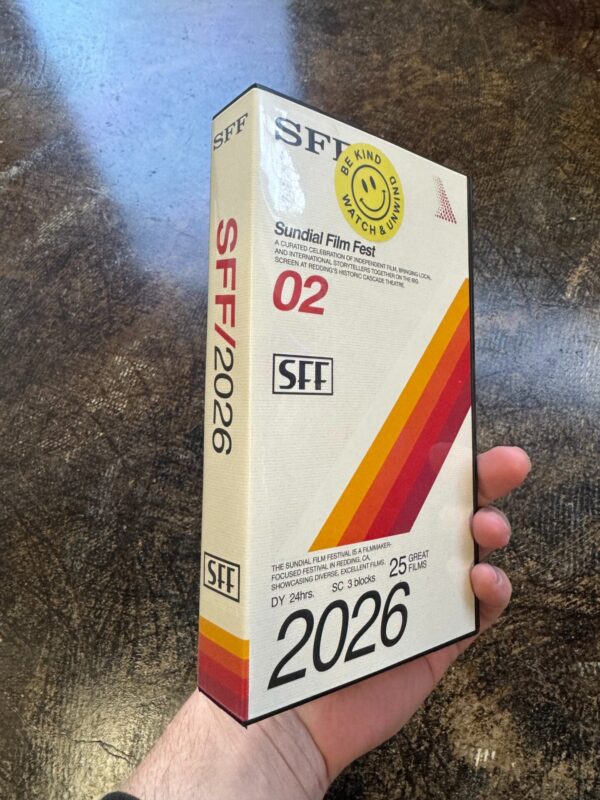 SFF
SFF/2026
SFF
SFF
BE KIND
WATCH & UNWIND
Sundial Film Fest
A CURATED CELEBRATION OF INDEPENDENT FILM, BRINGING LOCAL
AND INTERNATIONAL STORYTELLERS TOGETHER ON THE BIG
SCREEN AT REDDING'S HISTORIC CASCADE THEATRE.
02
SFF
THE SUNDIAL FILM FESTIVAL IS A FILMMAKER-
FOCUSED FESTIVAL IN REDDING, CA,
SHOWCASING DIVERSE, EXCELLENT FILMS.
25 GREAT
FILMS
DY 24hrs. SC 3 blocks
2026